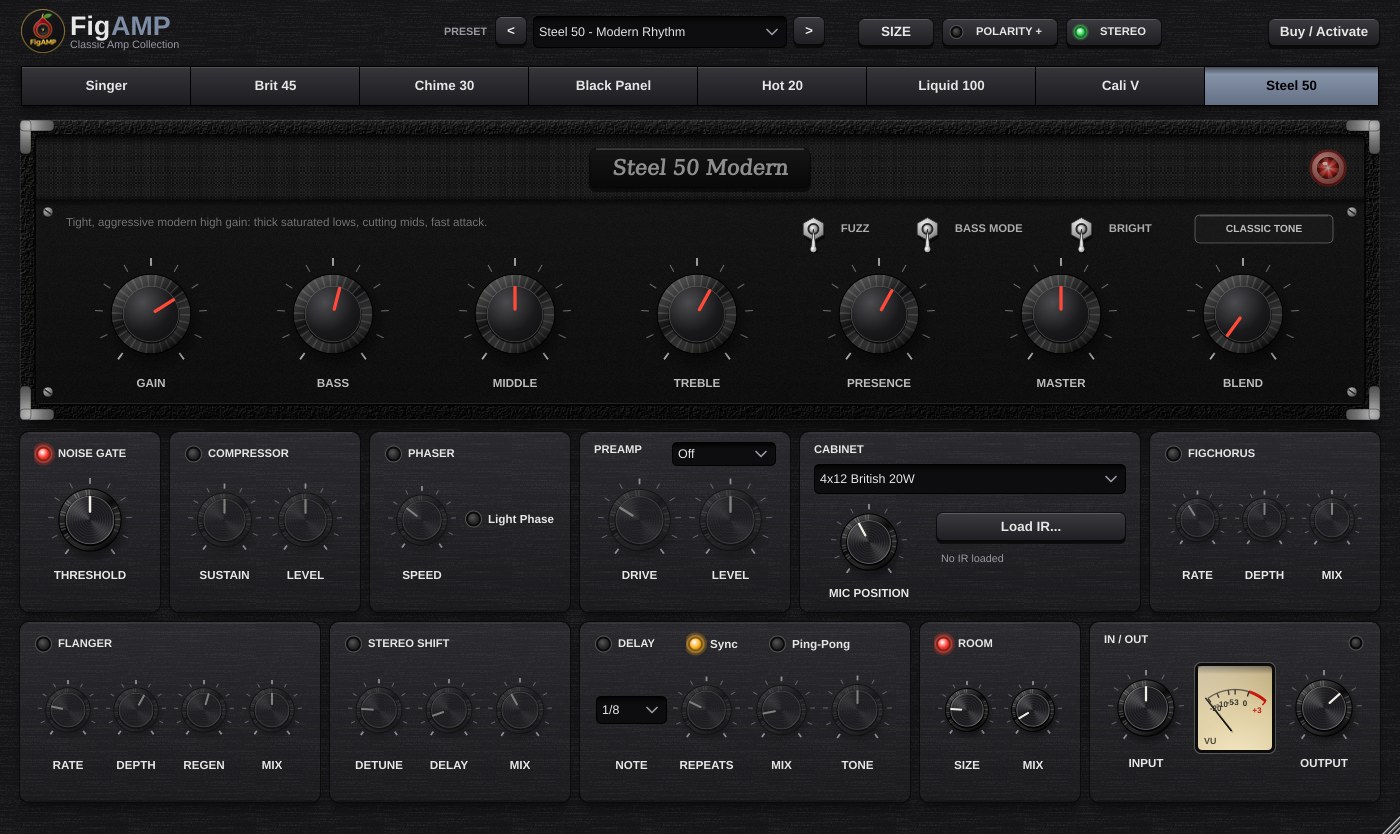 FigAMP
FigAMP
Classic Amp Collection
PRESET
<
Steel 50 - Modern Rhythm
>
SIZE
POLARITY +
STEREO
Buy / Activate
Singer
Brit 45
Chime 30
Black Panel
Hot 20
Liquid 100
Cali V
Steel 50
Steel 50 Modern
Tight, aggressive modern high gain: thick saturated lows, cutting mids, fast attack.
FUZZ
BASS MODE
BRIGHT
CLASSIC TONE
GAIN
BASS
MIDDLE
TREBLE
PRESENCE
MASTER
BLEND
NOISE GATE
THRESHOLD
COMPRESSOR
SUSTAIN
LEVEL
PHASER
Light Phase
SPEED
PREAMP
Off
DRIVE
LEVEL
CABINET
4x12 British 20W
Load IR...
No IR loaded
MIC POSITION
FIGCHORUS
RATE
DEPTH
MIX
FLANGER
RATE
DEPTH
REGEN
MIX
STEREO SHIFT
DETUNE
DELAY
MIX
DELAY
Sync
Ping-Pong
1/8
NOTE
REPEATS
MIX
TONE
ROOM
SIZE
MIX
IN / OUT
INPUT
-20
-10
-5
3
0
+3
VU
OUTPUT